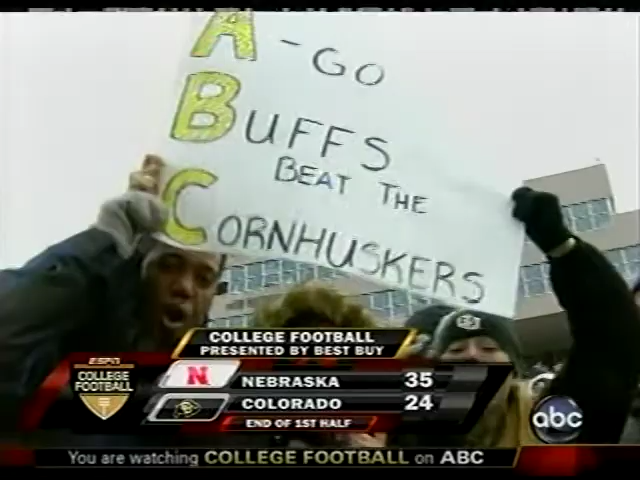 A - GO
BUFFS
BEAT THE
CORNHUSKERS
COLLEGE FOOTBALL
PRESENTED BY BEST BUY
ESPN
COLLEGE
FOOTBALL
N NEBRASKA 35
COLORADO 24
END OF 1ST HALF
abc
You are watching COLLEGE FOOTBALL on ABC